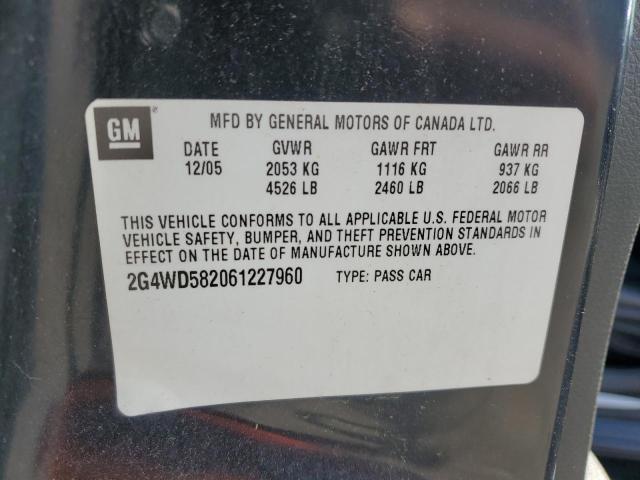 GM
MFD BY GENERAL MOTORS OF CANADA LTD.
DATE GVWR GAWR FRT GAWR RR
12/05 2053 KG 1116 KG 937 KG
4526 LB 2460 LB 2066 LB
THIS VEHICLE CONFORMS TO ALL APPLICABLE U.S. FEDERAL MOTOR
VEHICLE SAFETY, BUMPER, AND THEFT PREVENTION STANDARDS IN
EFFECT ON THE DATE OF MANUFACTURE SHOWN ABOVE.
2G4WD582061227960 TYPE: PASS CAR